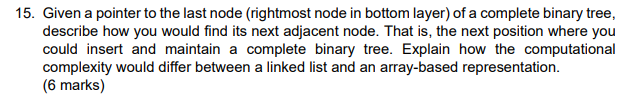 15. Given a pointer to the last node (rightmost node in bottom layer) of a complete binary tree,
describe how you would find its next adjacent node. That is, the next position where you
could insert and maintain a complete binary tree. Explain how the computational
complexity would differ between a linked list and an array-based representation.
(6 marks)